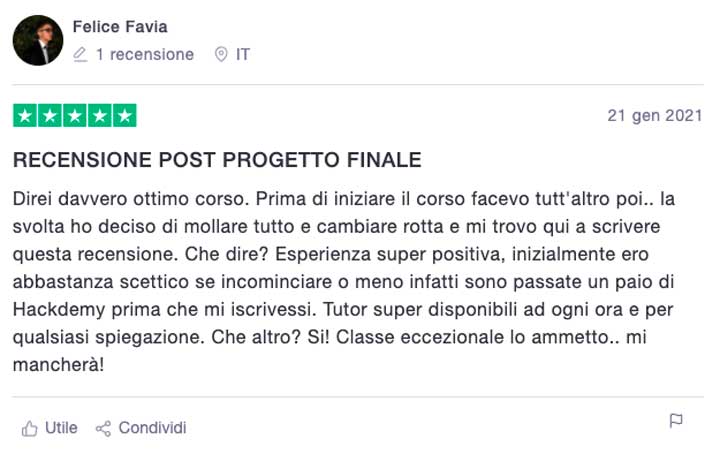 Felice Favia
1 recensione IT
21 gen 2021
RECENSIONE POST PROGETTO FINALE
Direi davvero ottimo corso. Prima di iniziare il corso facevo tutt'altro poi.. la
svolta ho deciso di mollare tutto e cambiare rotta e mi trovo qui a scrivere
questa recensione. Che dire? Esperienza super positiva, inizialmente ero
abbastanza scettico se incominciare o meno infatti sono passate un paio di
Hackdemy prima che mi iscrivessi. Tutor super disponibili ad ogni ora e per
qualsiasi spiegazione. Che altro? Si! Classe eccezionale lo ammetto.. mi
mancherà!
Utile Condividi